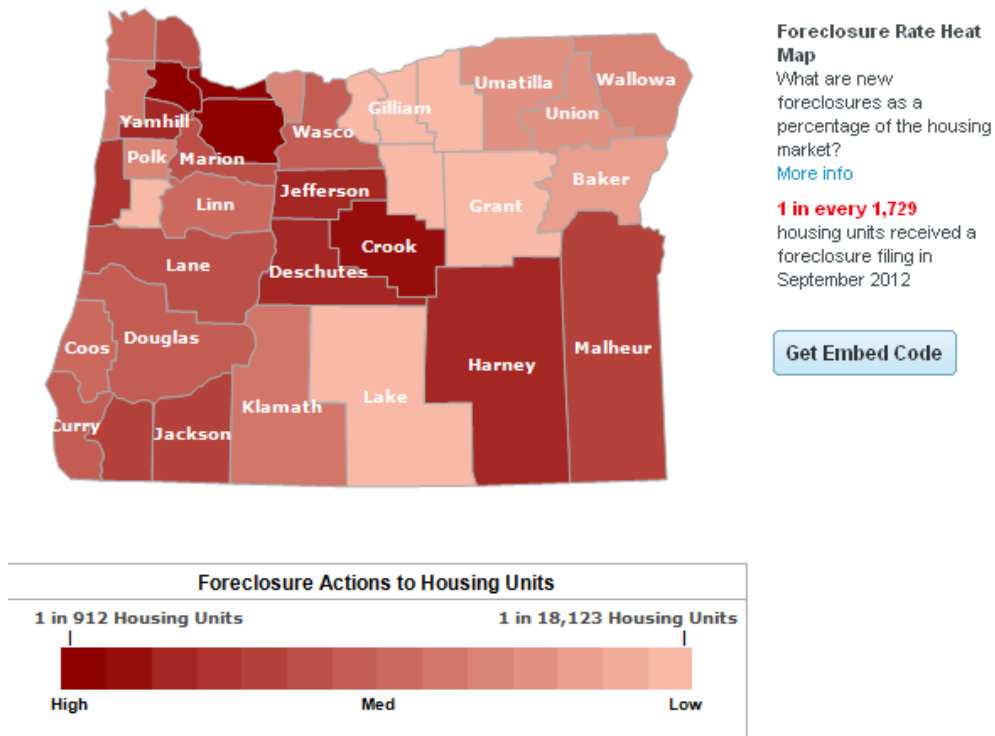 Foreclosure Rate Heat
Map
What are new
foreclosures as a
percentage of the housing
market?
More info
1 in every 1,729
housing units received a
foreclosure filing in
September 2012
Get Embed Code
Umatilla
Wallowa
Gilliam
Union
Yamhill
Wasco
Polk
Marion
Baker
Jefferson
Linn
Grant
Crook
Lane
Deschutes
Douglas
Coos
Malheur
Harney
Lake
Klamath
Curry
Jackson
Foreclosure Actions to Housing Units
1 in 912 Housing Units
1 in 18,123 Housing Units
High
Med
Low